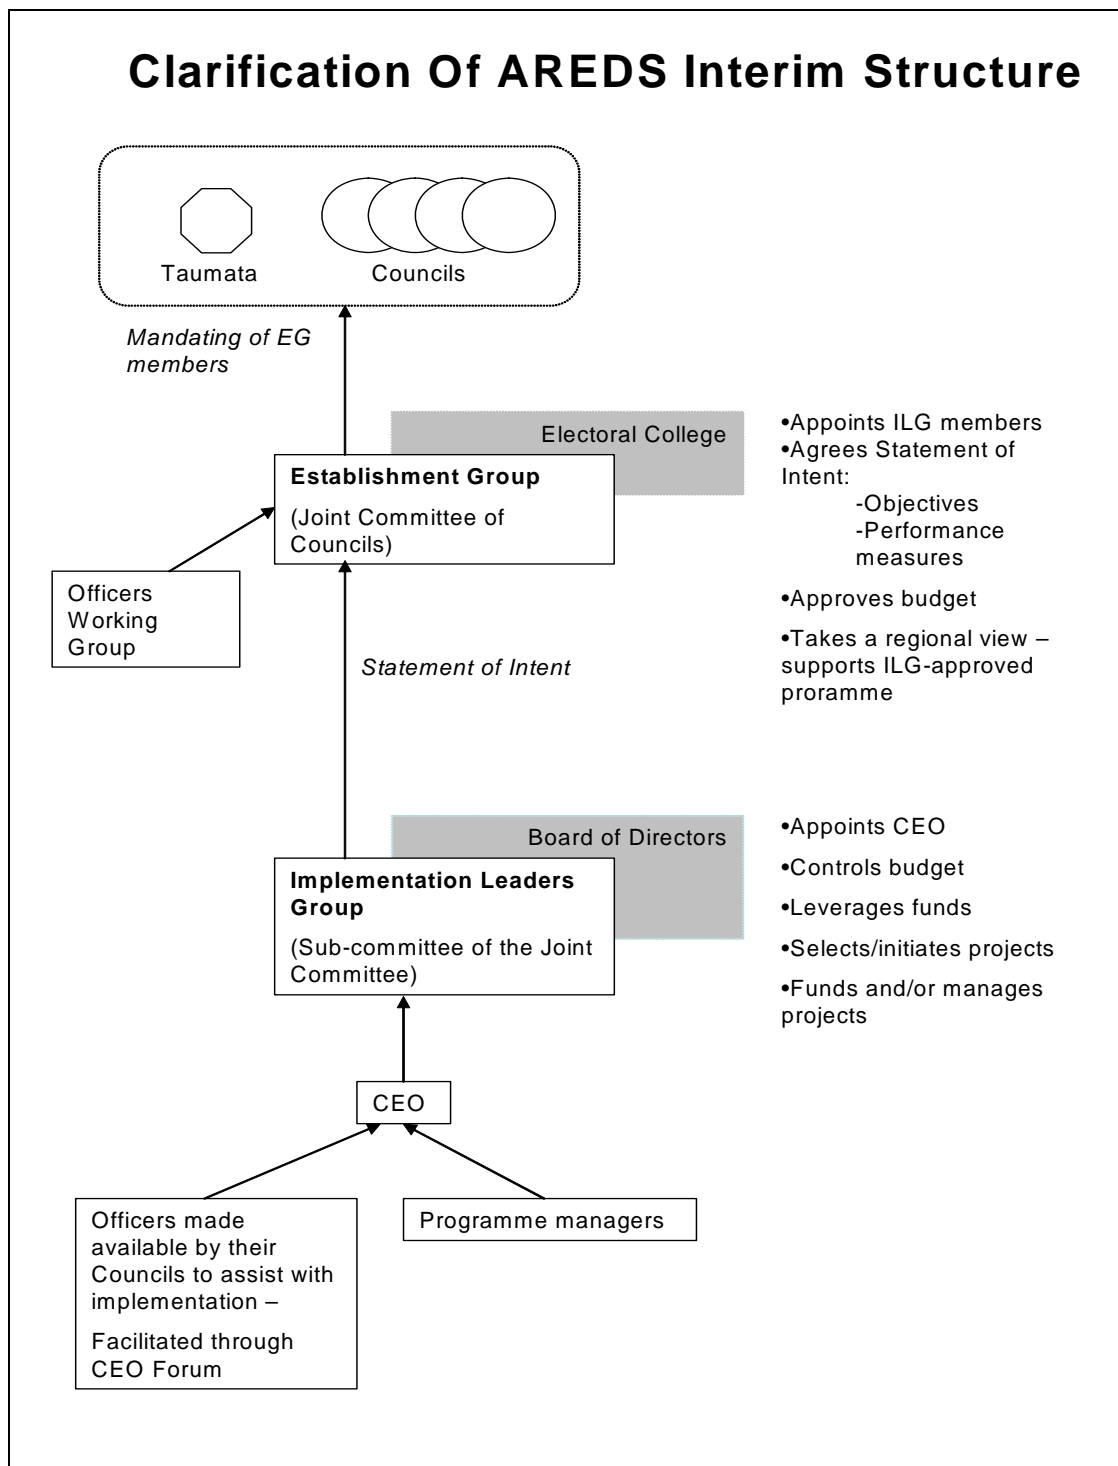 Clarification Of AREDS Interim Structure
Taumata
Councils
Mandating of EG
members
Electoral College
Establishment Group
(Joint Committee of
Councils)
•Appoints ILG members
•Agrees Statement of
Intent:
-Objectives
-Performance
measures
•Approves budget
•Takes a regional view –
supports ILG-approved
proramme
Officers
Working
Group
Statement of Intent
Board of Directors
Implementation Leaders
Group
(Sub-committee of the Joint
Committee)
•Appoints CEO
•Controls budget
•Leverages funds
•Selects/initiates projects
•Funds and/or manages
projects
CEO
Officers made
available by their
Councils to assist with
implementation –
Facilitated through
CEO Forum
Programme managers